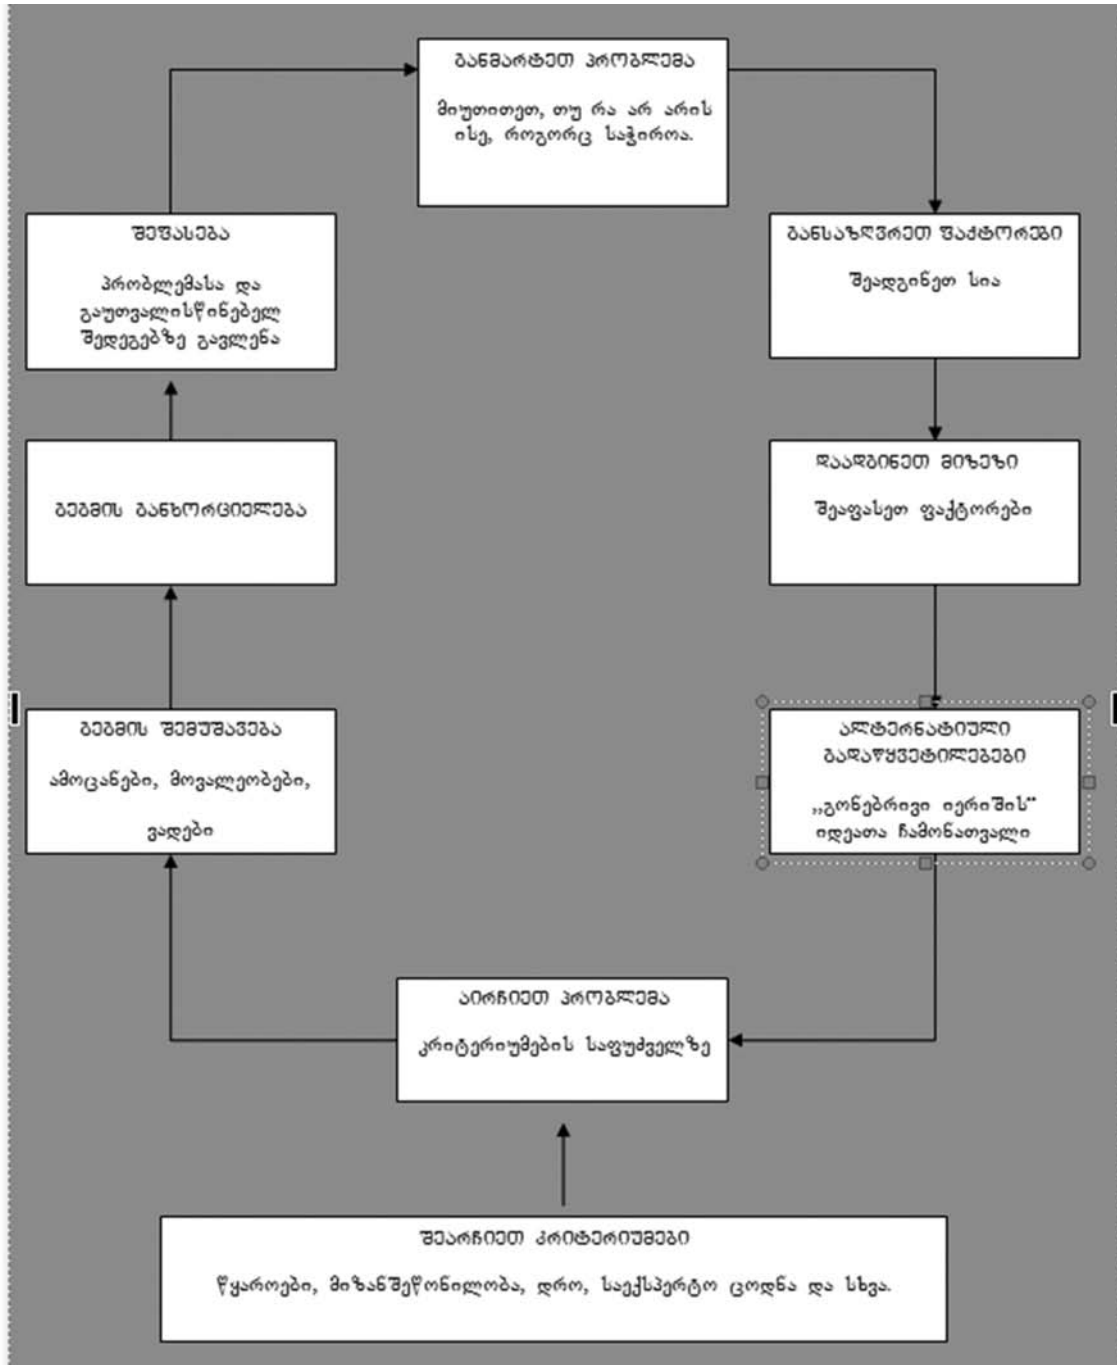 განმარტეთ პრობლემა
მიუთითეთ, თუ რა არ არის
ისე, როგორც საჭიროა.
განსაზღვრეთ ფაქტორები
შეადგინეთ სია
დაადგინეთ მიზეზი
შეაფასეთ ფაქტორები
ალტერნატიული
გადაწყვეტილებები
„გონებრივი იერიშის“
იდეათა ჩამონათვალი
აირჩიეთ პრობლემა
კრიტერიუმების საფუძველზე
შეარჩიეთ კრიტერიუმები
წყაროები, მიზანშეწონილობა, დრო, საექსპერტო ცოდნა და სხვა.
გეგმის შემუშავება
ამოცანები, მოვალეობები,
ვადები
გეგმის განხორციელება
შეფასება
პრობლემასა და
გაუთვალისწინებელ
შედეგებზე გავლენა